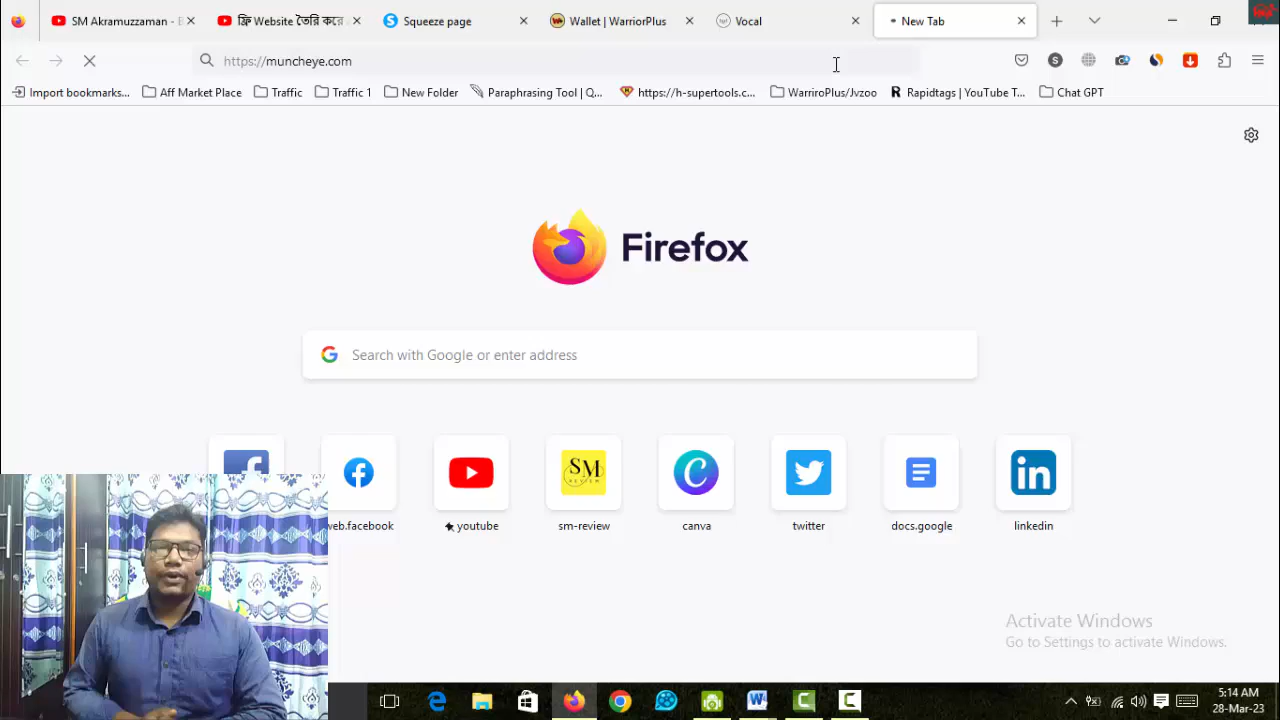 SM Akramuzzaman - B
ফ্রি Website তৈরি করে
Squeeze page
Wallet | WarriorPlus
Vocal
New Tab
https://muncheye.com
Import bookmarks...
Aff Market Place
Traffic
Traffic 1
New Folder
Paraphrasing Tool | Q...
https://h-supertools.c...
WarriroPlus/Jvzoo
Rapidtags | YouTube T...
Chat GPT
Firefox
Search with Google or enter address
SM
REVIEW
web.facebook
youtube
sm-review
canva
twitter
docs.google
linkedin
Activate Windows
Go to Settings to activate Windows.
5:14 AM
28-Mar-23